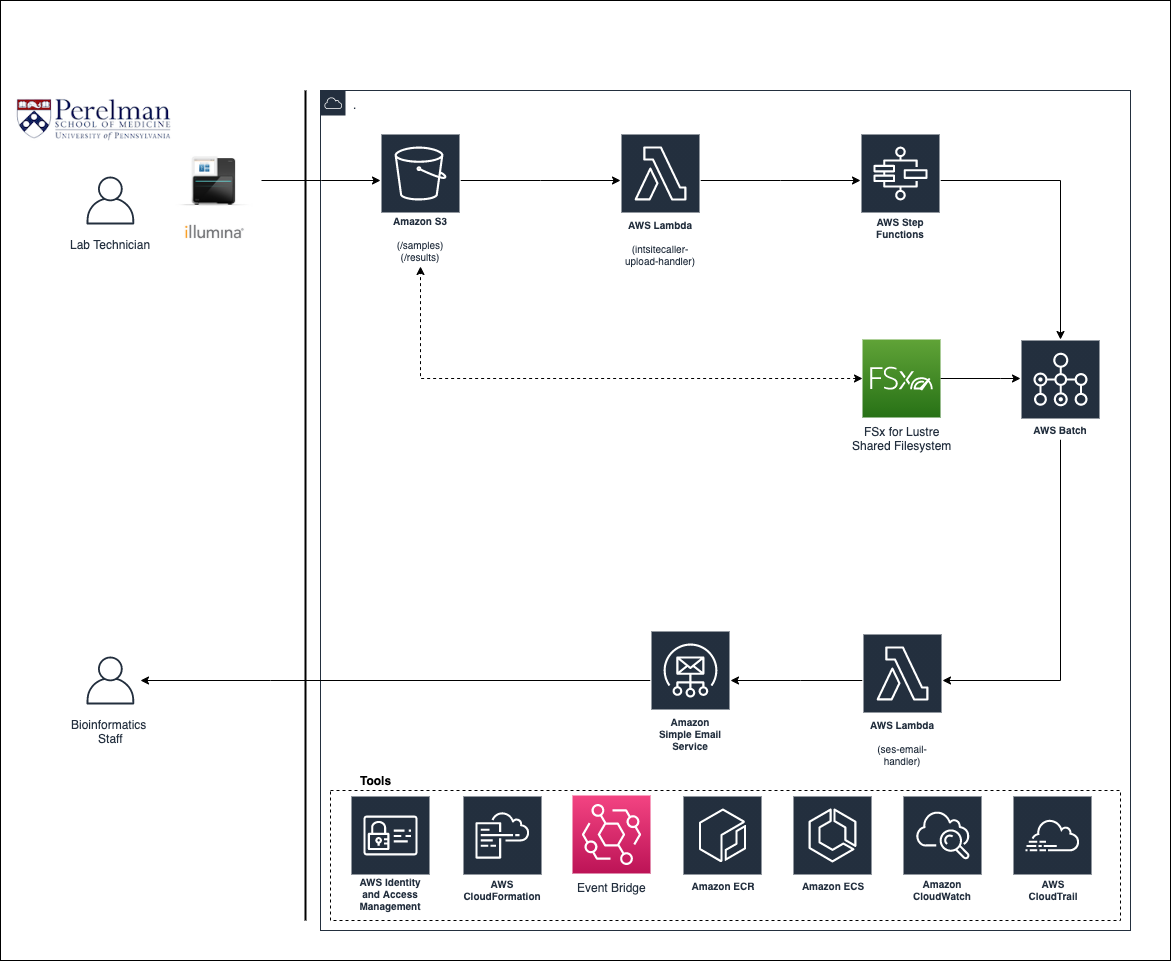 Perelman
SCHOOL OF MEDICINE
UNIVERSITY of PENNSYLVANIA
.
illumina
Lab Technician
Amazon S3
(/samples)
(/results)
AWS Lambda
(intsitecaller-
upload-handler)
AWS Step
Functions
FSx
FSx for Lustre
Shared Filesystem
AWS Batch
Bioinformatics
Staff
Amazon
Simple Email
Service
AWS Lambda
(ses-email-
handler)
Tools
AWS Identity
and Access
Management
AWS
CloudFormation
Event Bridge
Amazon ECR
Amazon ECS
Amazon
CloudWatch
AWS
CloudTrail